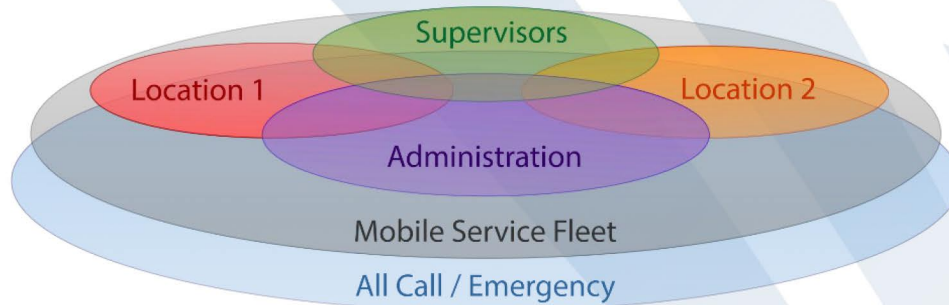 Supervisors
Location 1
Location 2
Administration
Mobile Service Fleet
All Call / Emergency